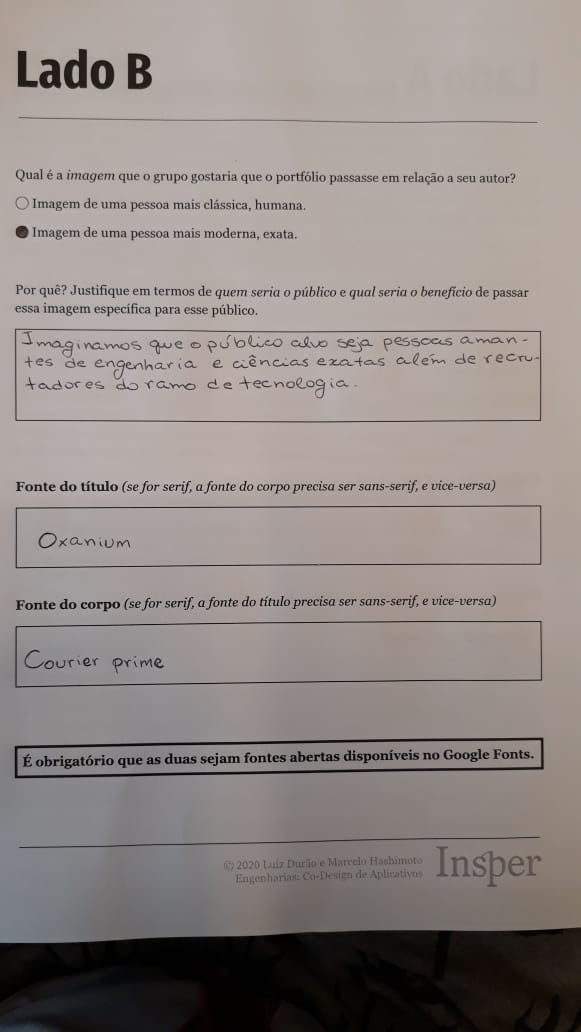 Lado B
Qual é a imagem que o grupo gostaria que o portfólio passasse em relação a seu autor?
Imagem de uma pessoa mais clássica, humana.
Imagem de uma pessoa mais moderna, exata.
Por quê? Justifique em termos de quem seria o público e qual seria o benefício de passar
essa imagem específica para esse público.
Imaginamos que o público alvo seja pessoas aman-
tes de engenharia e ciências exatas além de recru-
tadores do ramo de tecnologia.
Fonte do título (se for serif, a fonte do corpo precisa ser sans-serif, e vice-versa)
Oxanium
Fonte do corpo (se for serif, a fonte do título precisa ser sans-serif, e vice-versa)
Courier prime
É obrigatório que as duas sejam fontes abertas disponíveis no Google Fonts.
© 2020 Luiz Durão e Marcelo Hashimoto
Engenharias: Co-Design de Aplicativos
Insper